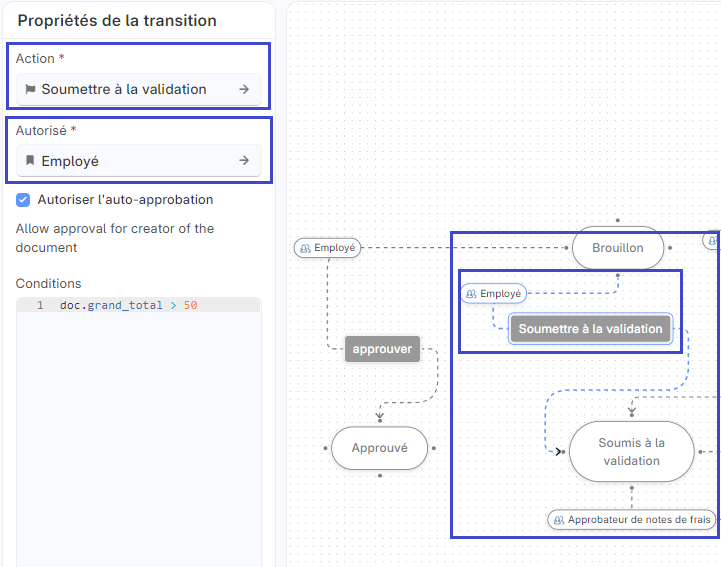 Propriétés de la transition
Action *
Soumettre à la validation
Autorisé *
Employé
Autoriser l'auto-approbation
Allow approval for creator of the
document
Conditions
1 doc.grand_total > 50
Employé
Brouillon
Employé
Soumettre à la validation
approuver
Approuvé
Soumis à la
validation
Approbateur de notes de frais